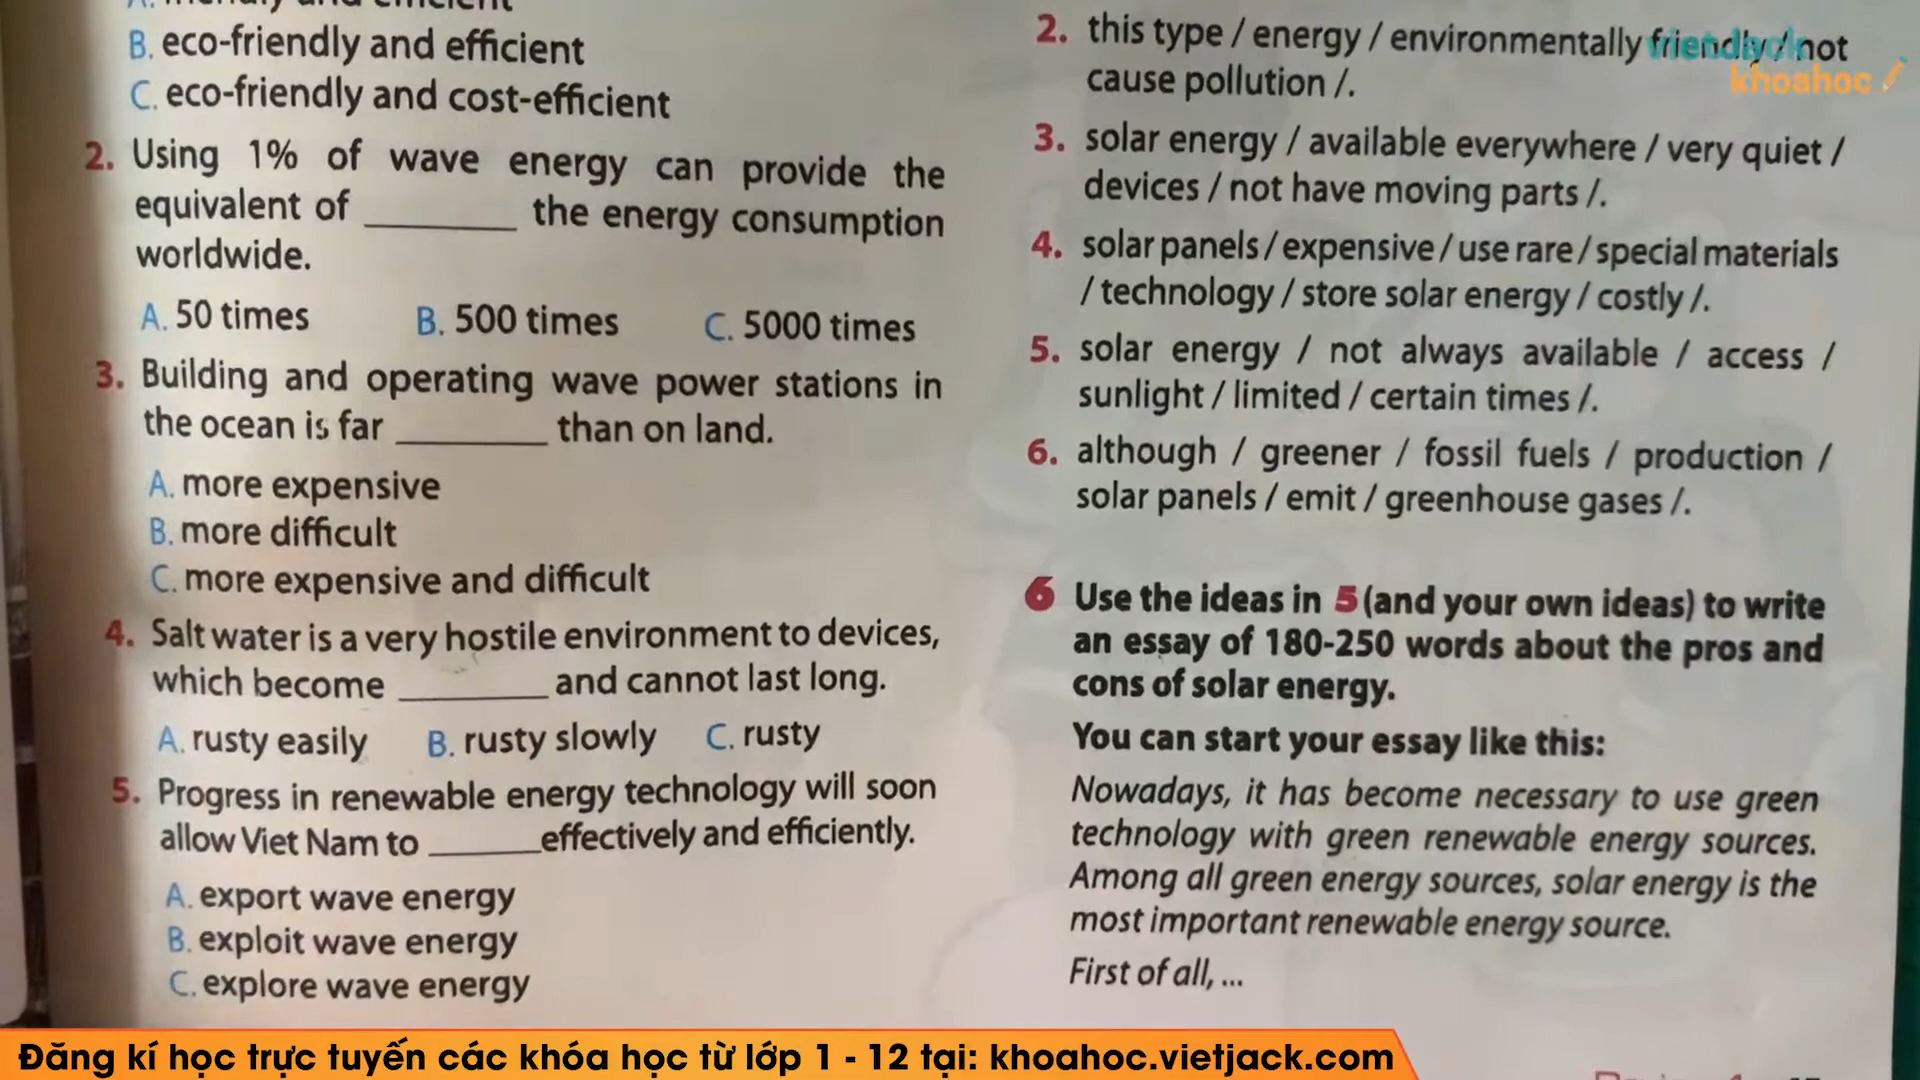 A. friendly and efficient
B. eco-friendly and efficient
C. eco-friendly and cost-efficient
2. Using 1% of wave energy can provide the
equivalent of ________ the energy consumption
worldwide.
A. 50 times B. 500 times C. 5000 times
3. Building and operating wave power stations in
the ocean is far ________ than on land.
A. more expensive
B. more difficult
C. more expensive and difficult
4. Salt water is a very hostile environment to devices,
which become ________ and cannot last long.
A. rusty easily B. rusty slowly C. rusty
5. Progress in renewable energy technology will soon
allow Viet Nam to ______effectively and efficiently.
A. export wave energy
B. exploit wave energy
C. explore wave energy
2. this type / energy / environmentally friendly / not
cause pollution /.
3. solar energy / available everywhere / very quiet /
devices / not have moving parts /.
4. solar panels / expensive / use rare / special materials
/ technology / store solar energy / costly /.
5. solar energy / not always available / access /
sunlight / limited / certain times /.
6. although / greener / fossil fuels / production /
solar panels / emit / greenhouse gases /.
6 Use the ideas in 5 (and your own ideas) to write
an essay of 180-250 words about the pros and
cons of solar energy.
You can start your essay like this:
Nowadays, it has become necessary to use green
technology with green renewable energy sources.
Among all green energy sources, solar energy is the
most important renewable energy source.
First of all, ...
vietjack
khoahoc
Đăng kí học trực tuyến các khóa học từ lớp 1 - 12 tại: khoahoc.vietjack.com